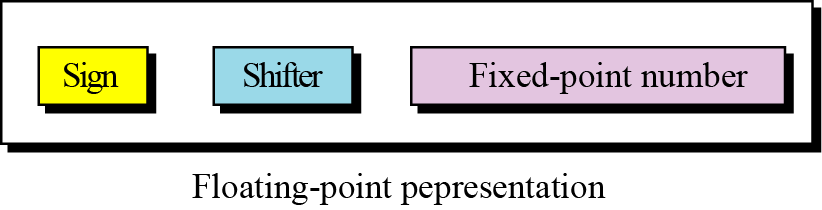 Sign Shifter Fixed-point number
Floating-point pepresentation